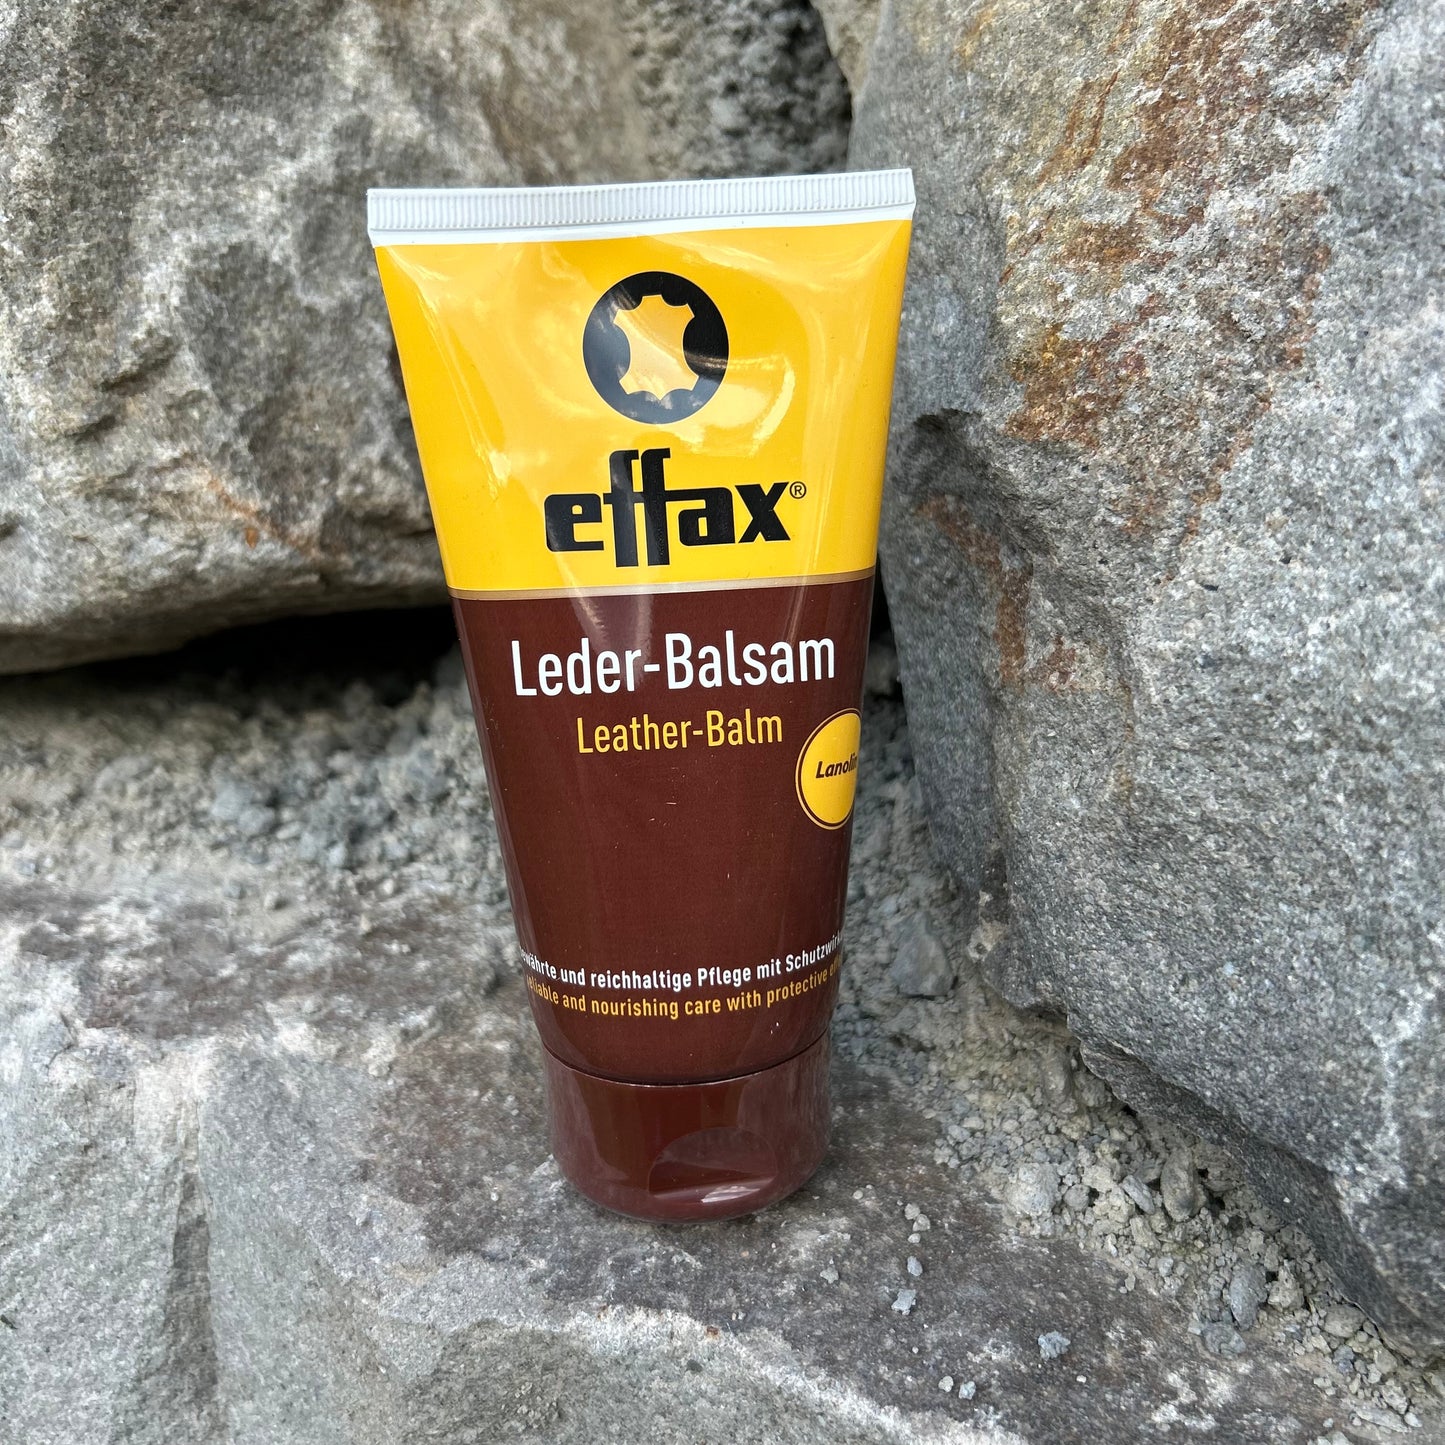 effax®
Leder-Balsam
Leather-Balm
Lanolin
und reichhaltige Pflege mit
and nourishing care with protective